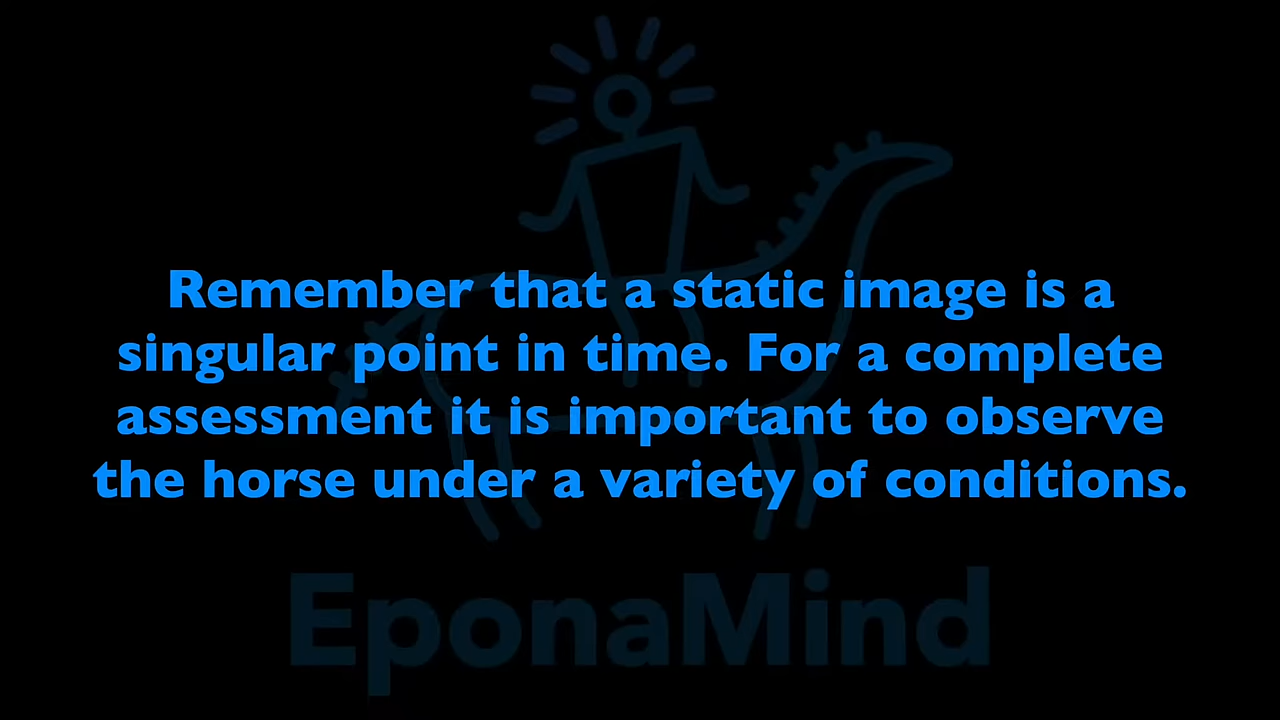 Remember that a static image is a
singular point in time. For a complete
assessment it is important to observe
the horse under a variety of conditions.
EponaMind